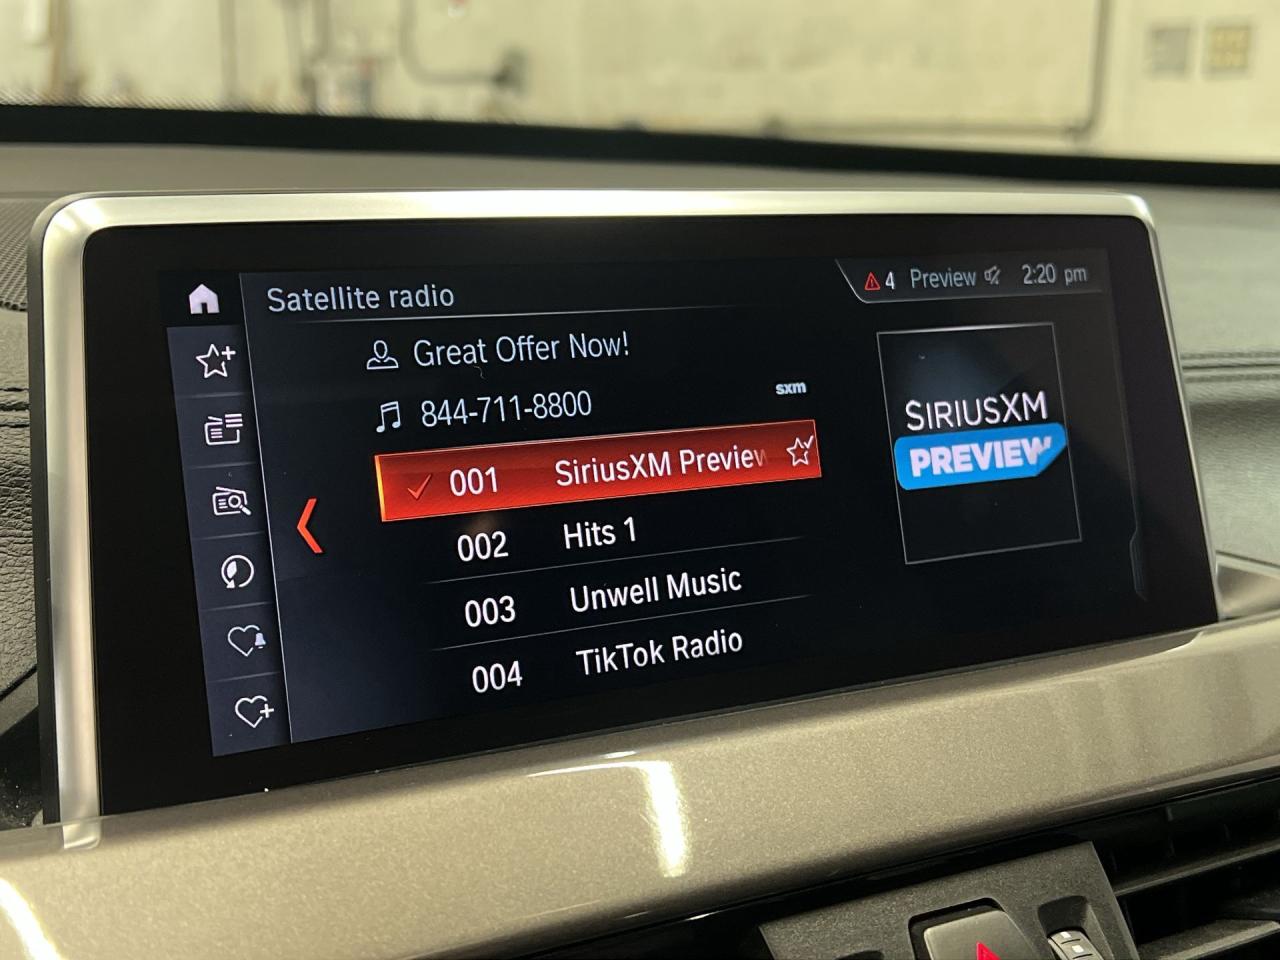 Satellite radio
4 Preview 2:20 pm
Great Offer Now!
844-711-8800
sxm
001 SiriusXM Preview
002 Hits 1
003 Unwell Music
004 TikTok Radio
SIRIUSXM
PREVIEW